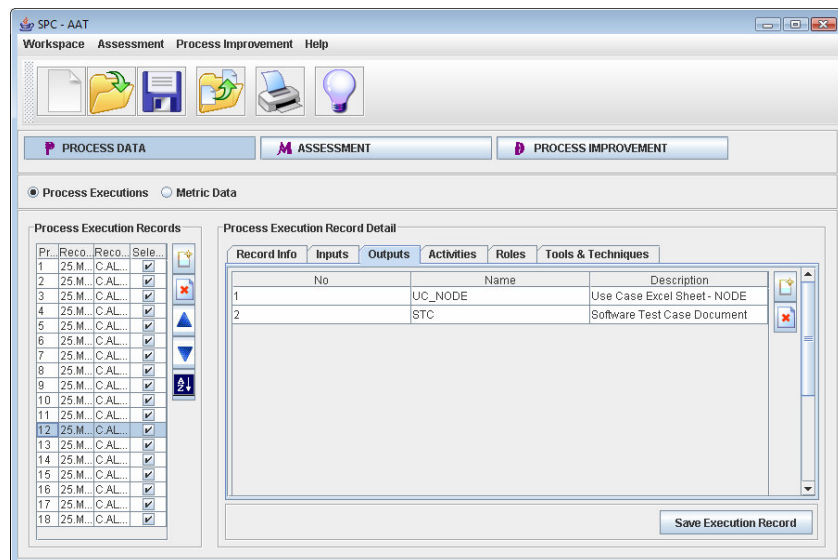 SPC - AAT
Workspace Assessment Process Improvement Help
P PROCESS DATA M ASSESSMENT PROCESS IMPROVEMENT
Process Executions Metric Data
Process Execution Records
Pr... Reco... Reco... Sele...
1 25.M... C.AL...
2 25.M... C.AL...
3 25.M... C.AL...
4 25.M... C.AL...
5 25.M... C.AL...
6 25.M... C.AL...
7 25.M... C.AL...
8 25.M... C.AL...
9 25.M... C.AL...
10 25.M... C.AL...
11 25.M... C.AL...
12 25.M... C.AL...
13 25.M... C.AL...
14 25.M... C.AL...
15 25.M... C.AL...
16 25.M... C.AL...
17 25.M... C.AL...
18 25.M... C.AL...
A
Z
Process Execution Record Detail
Record Info Inputs Outputs Activities Roles Tools & Techniques
No Name Description
1 UC_NODE Use Case Excel Sheet - NODE
2 STC Software Test Case Document
Save Execution Record